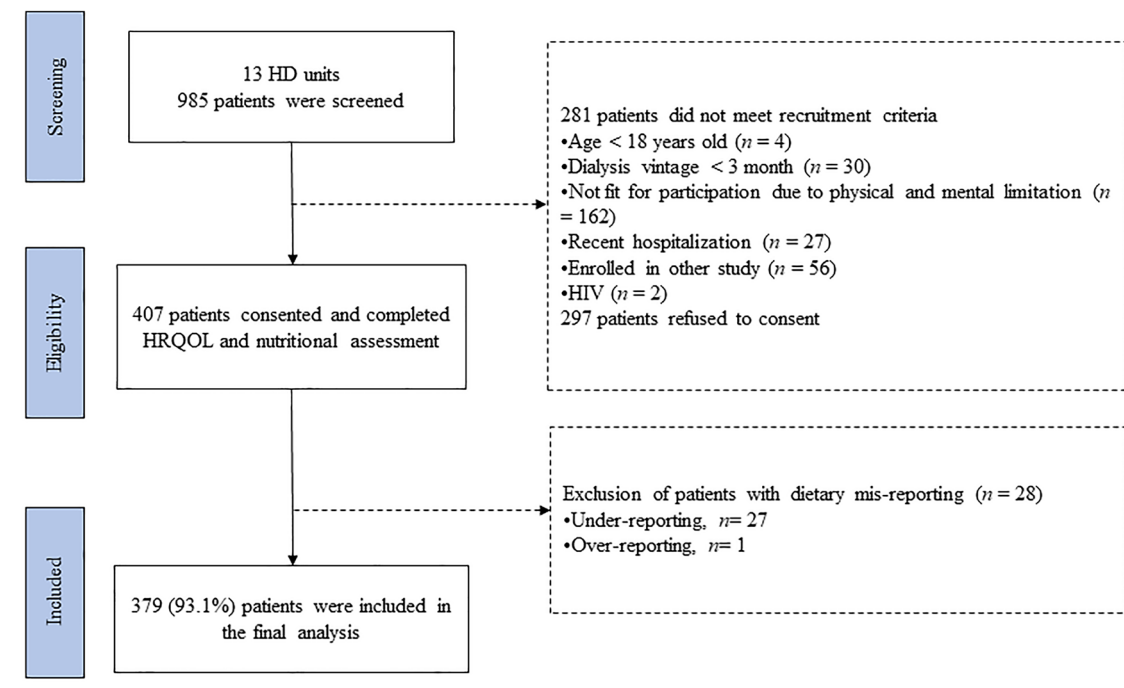 Screening
13 HD units
985 patients were screened
281 patients did not meet recruitment criteria
•Age < 18 years old (n = 4)
•Dialysis vintage < 3 month (n = 30)
•Not fit for participation due to physical and mental limitation (n
= 162)
•Recent hospitalization (n = 27)
•Enrolled in other study (n = 56)
•HIV (n = 2)
297 patients refused to consent
Eligibility
407 patients consented and completed
HRQOL and nutritional assessment
Exclusion of patients with dietary mis-reporting (n = 28)
•Under-reporting, n= 27
•Over-reporting, n= 1
Included
379 (93.1%) patients were included in
the final analysis